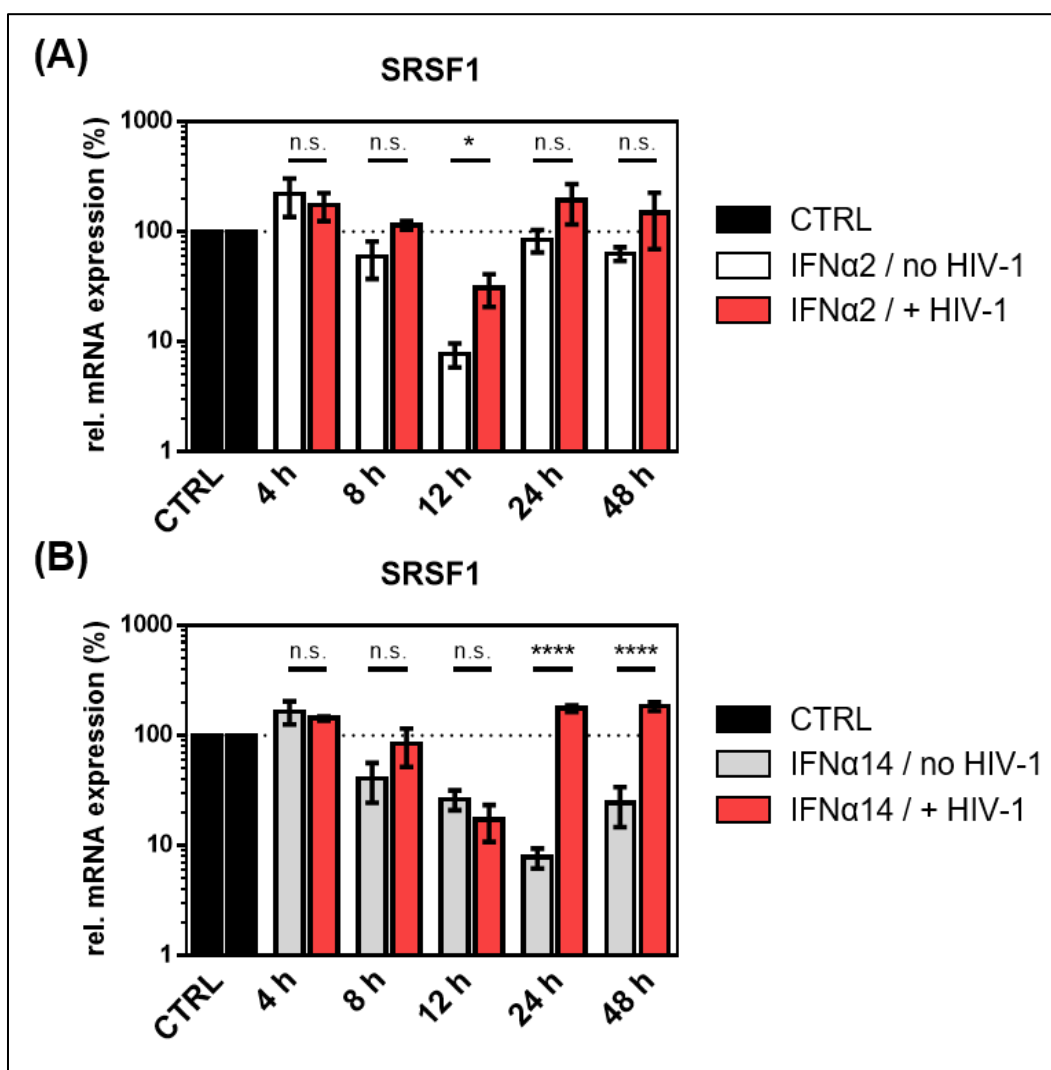 (A)
SRSF1
rel. mRNA expression (%)
1000
100
10
1
n.s.
n.s.
*
n.s.
n.s.
CTRL
4 h
8 h
12 h
24 h
48 h
CTRL
IFNα2 / no HIV-1
IFNα2 / + HIV-1
(B)
SRSF1
rel. mRNA expression (%)
1000
100
10
1
n.s.
n.s.
n.s.
****
****
CTRL
4 h
8 h
12 h
24 h
48 h
CTRL
IFNα14 / no HIV-1
IFNα14 / + HIV-1